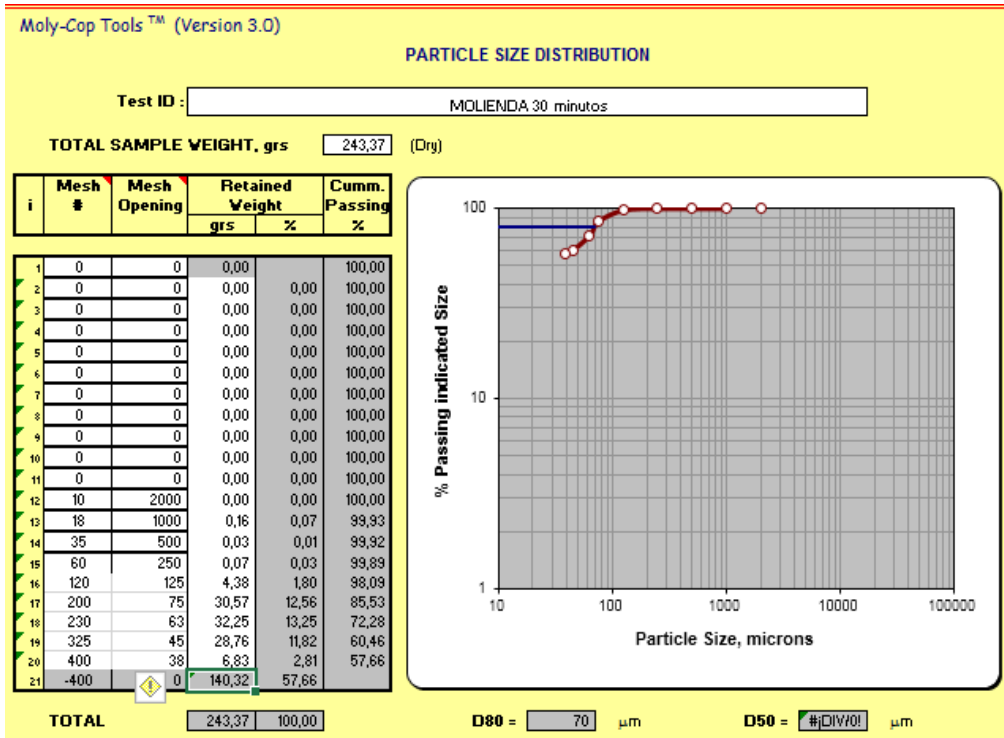 Moly-Cop Tools ™ (Version 3.0)
PARTICLE SIZE DISTRIBUTION
Test ID : MOLIENDA 30 minutos
TOTAL SAMPLE WEIGHT, grs 243,37 (Dry)
i Mesh # Mesh Opening Retained Weight Cumm. Passing
grs % %
1 0 0 0,00 100,00
2 0 0 0,00 0,00 100,00
3 0 0 0,00 0,00 100,00
4 0 0 0,00 0,00 100,00
5 0 0 0,00 0,00 100,00
6 0 0 0,00 0,00 100,00
7 0 0 0,00 0,00 100,00
8 0 0 0,00 0,00 100,00
9 0 0 0,00 0,00 100,00
10 0 0 0,00 0,00 100,00
11 0 0 0,00 0,00 100,00
12 10 2000 0,00 0,00 100,00
13 18 1000 0,16 0,07 99,93
14 35 500 0,03 0,01 99,92
15 60 250 0,07 0,03 99,89
16 120 125 4,38 1,80 98,09
17 200 75 30,57 12,56 85,53
18 230 63 32,25 13,25 72,28
19 325 45 28,76 11,82 60,46
20 400 38 6,83 2,81 57,66
21 -400 0 140,32 57,66
TOTAL 243,37 100,00
% Passing indicated Size
100
10
1
10 100 1000 10000 100000
Particle Size, microns
D80 = 70 μm D50 = #¡DIV/0! μm